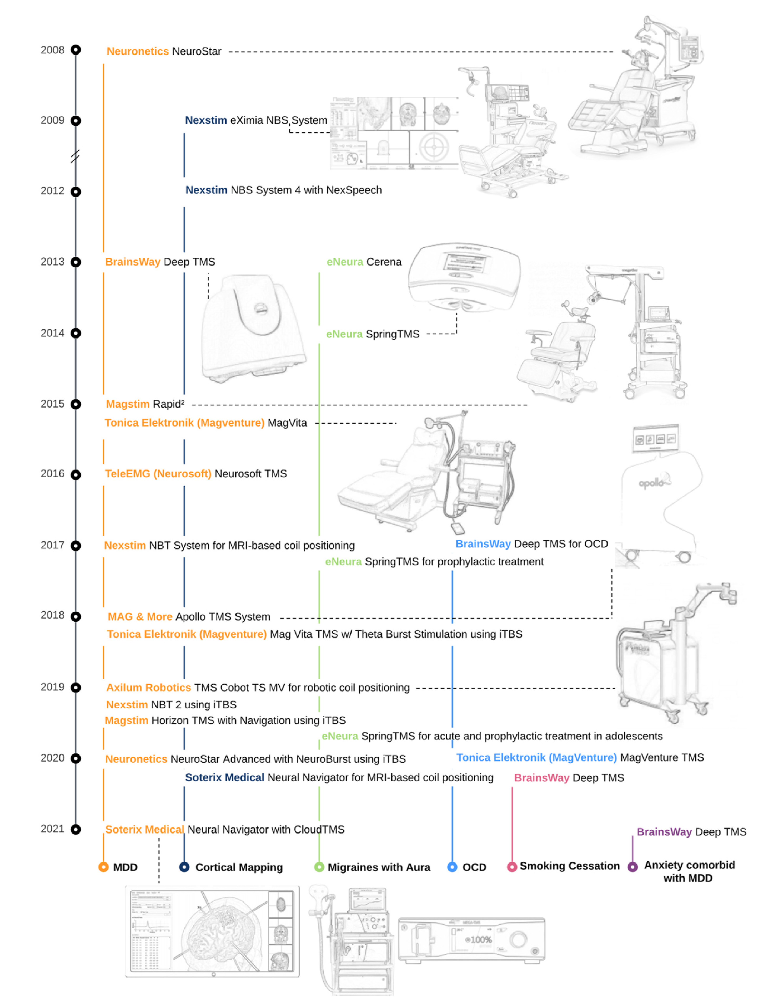 2008
Neuronetics NeuroStar
2009
Nexstim eXimia NBS System
Nexstim
Nexstim
L
2012
Nexstim NBS System 4 with NexSpeech
2013
BrainsWay Deep TMS
eNeura Cerena
magstim
2014
eNeura SpringTMS
2015
Magstim Rapid²
Tonica Elektronik (Magventure) MagVita
2016
TeleEMG (Neurosoft) Neurosoft TMS
apollo
2017
Nexstim NBT System for MRI-based coil positioning
BrainsWay Deep TMS for OCD
eNeura SpringTMS for prophylactic treatment
2018
MAG & More Apollo TMS System
Tonica Elektronik (Magventure) Mag Vita TMS w/ Theta Burst Stimulation using iTBS
2019
Axilum Robotics TMS Cobot TS MV for robotic coil positioning
Nexstim NBT 2 using iTBS
Magstim Horizon TMS with Navigation using iTBS
eNeura SpringTMS for acute and prophylactic treatment in adolescents
2020
Neuronetics NeuroStar Advanced with NeuroBurst using iTBS
Tonica Elektronik (MagVenture) MagVenture TMS
Soterix Medical Neural Navigator for MRI-based coil positioning
BrainsWay Deep TMS
2021
Soterix Medical Neural Navigator with CloudTMS
BrainsWay Deep TMS
MDD
Cortical Mapping
Migraines with Aura
OCD
Smoking Cessation
Anxiety comorbid
with MDD
MEGA-TMS
100%